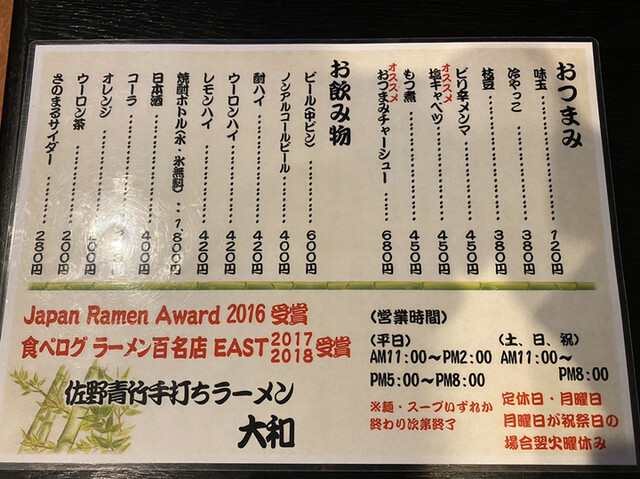 おつまみ
味玉 120円
冷やっこ 380円
枝豆 380円
ピリ辛メンマ 450円
オススメ 塩キャベツ 450円
もつ煮 450円
オススメ おつまみチャーシュー 680円
お飲み物
ビール(中ビン) 600円
ノンアルコールビール 400円
酎ハイ 420円
ウーロンハイ 420円
レモンハイ 420円
焼酎ボトル(水、氷無料) 1,800円
日本酒 400円
コーラ 円
オレンジ 00円
ウーロン茶 200円
さのまるサイダー 280円
Japan Ramen Award 2016 受賞
食べログ ラーメン百名店 EAST 2017 2018 受賞
佐野青竹手打ちラーメン
大和
(営業時間)
(平日)
AM11:00~PM2:00
PM5:00~PM8:00
※麺・スープいずれか
終わり次第終了
(土、日、祝)
AM11:00~
PM8:00
定休日・月曜日
月曜日が祝祭日の
場合翌火曜休み